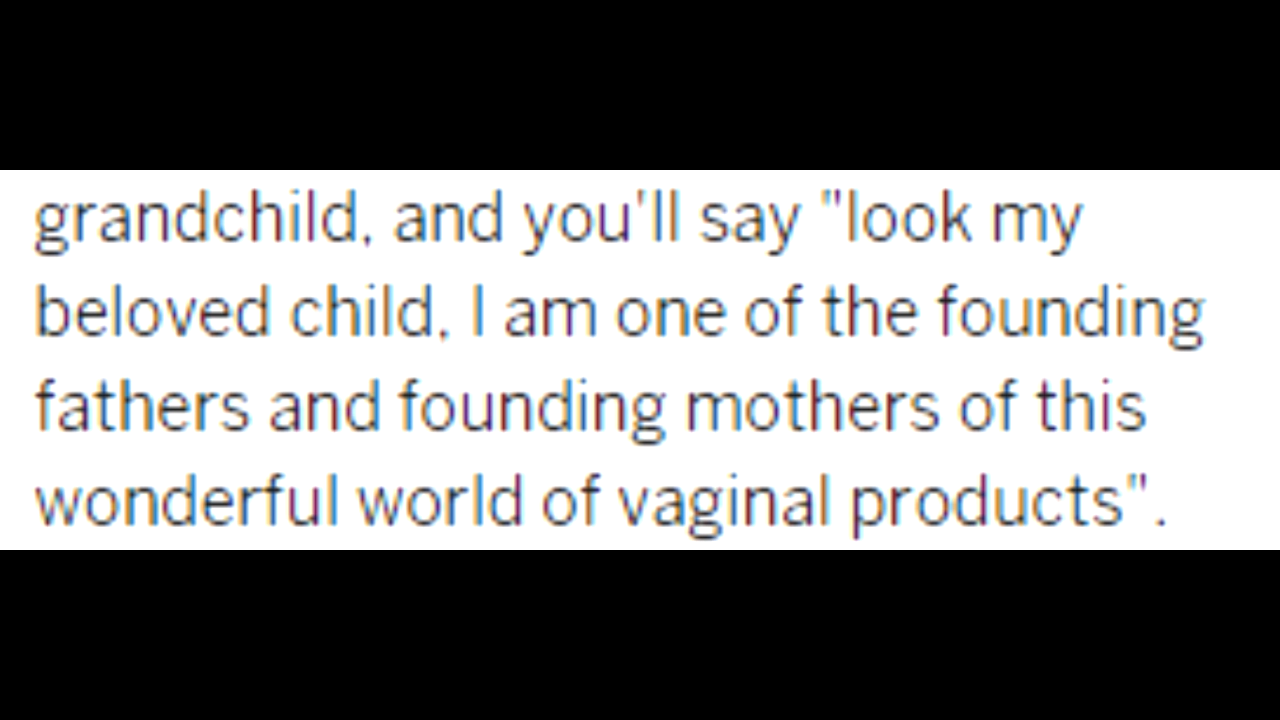 grandchild, and you'll say "look my
beloved child, I am one of the founding
fathers and founding mothers of this
wonderful world of vaginal products".